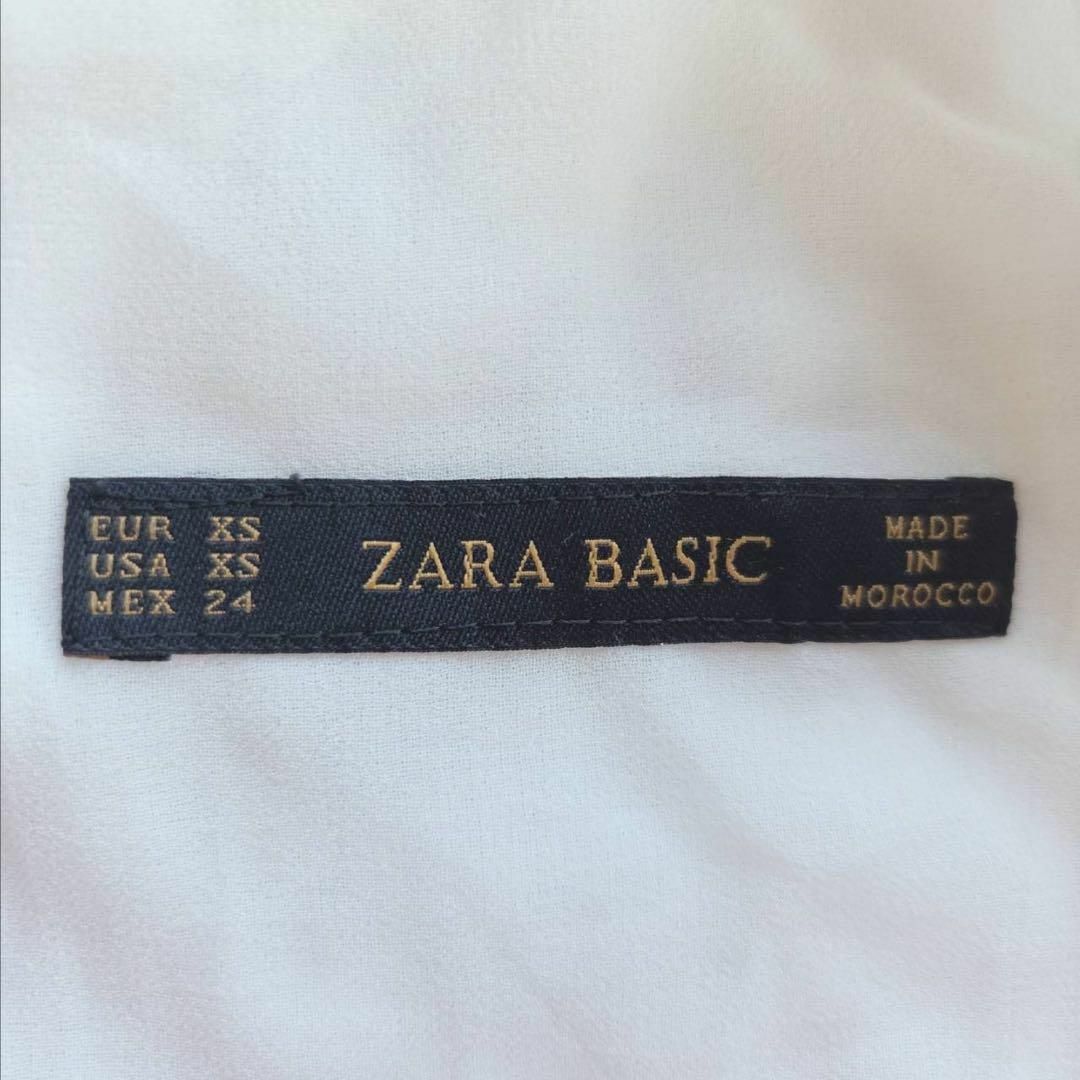 EUR XS
USA XS
MEX 24
ZARA BASIC
MADE
IN
MOROCCO